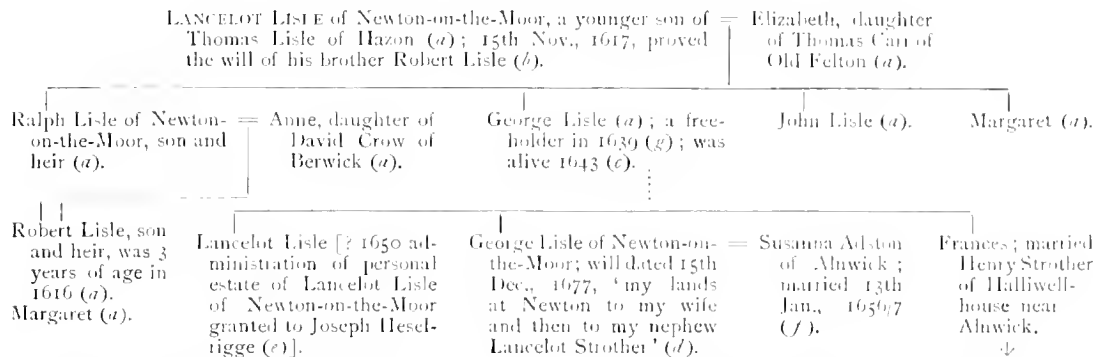 LANCELOT LISLE of Newton-on-the-Moor, a younger son of
Thomas Lisle of Hazon (a); 15th Nov., 1617, proved
the will of his brother Robert Lisle (b).
=
Elizabeth, daughter
of Thomas Carr of
Old Felton (a).
Ralph Lisle of Newton-
on-the-Moor, son and
heir (a).
=
Anne, daughter of
David Crow of
Berwick (a).
George Lisle (a); a free-
holder in 1639 (g); was
alive 1643 (c).
John Lisle (a).
Margaret (a).
Robert Lisle, son
and heir, was 3
years of age in
1616 (a).
Margaret (a).
Lancelot Lisle [? 1650 ad-
ministration of personal
estate of Lancelot Lisle
of Newton-on-the-Moor
granted to Joseph Hesel-
rigge (e)].
George Lisle of Newton-on-
the-Moor; will dated 15th
Dec., 1677, ‘my lands
at Newton to my wife
and then to my nephew
Lancelot Strother’ (d).
=
Susanna Adston
of Alnwick;
married 13th
Jan., 1656/7
(f).
Frances; married
Henry Strother
of Halliwell-
house near
Alnwick.